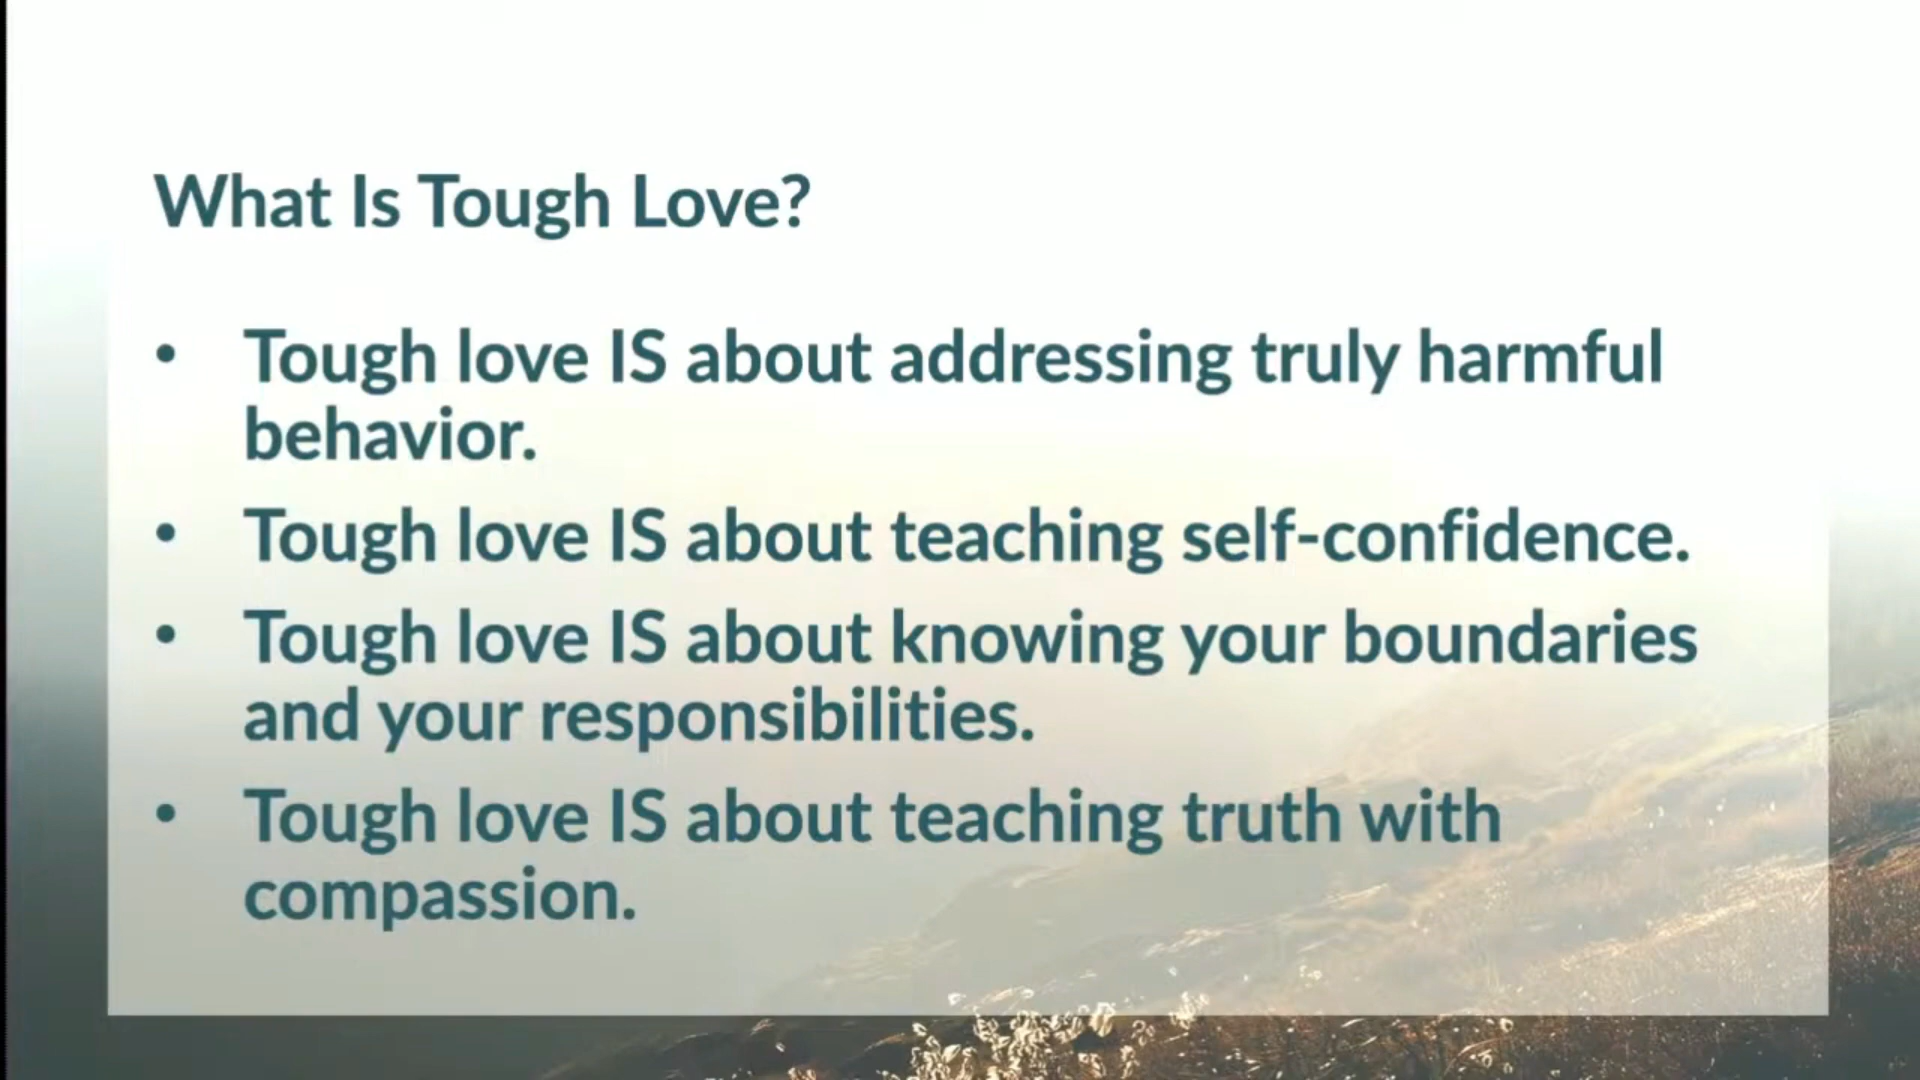 What Is Tough Love?
• Tough love IS about addressing truly harmful
behavior.
• Tough love IS about teaching self-confidence.
• Tough love IS about knowing your boundaries
and your responsibilities.
• Tough love IS about teaching truth with
compassion.